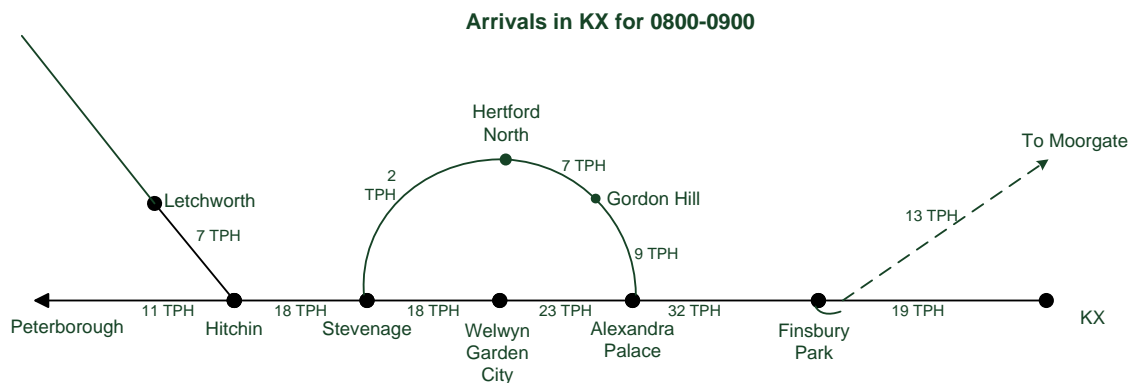 Arrivals in KX for 0800-0900
Hertford
North
To Moorgate
7 TPH
2
TPH
Gordon Hill
Letchworth
13 TPH
7 TPH
9 TPH
11 TPH
18 TPH
18 TPH
23 TPH
32 TPH
19 TPH
Peterborough
Hitchin
Stevenage
Welwyn
Garden
City
Alexandra
Palace
Finsbury
Park
KX